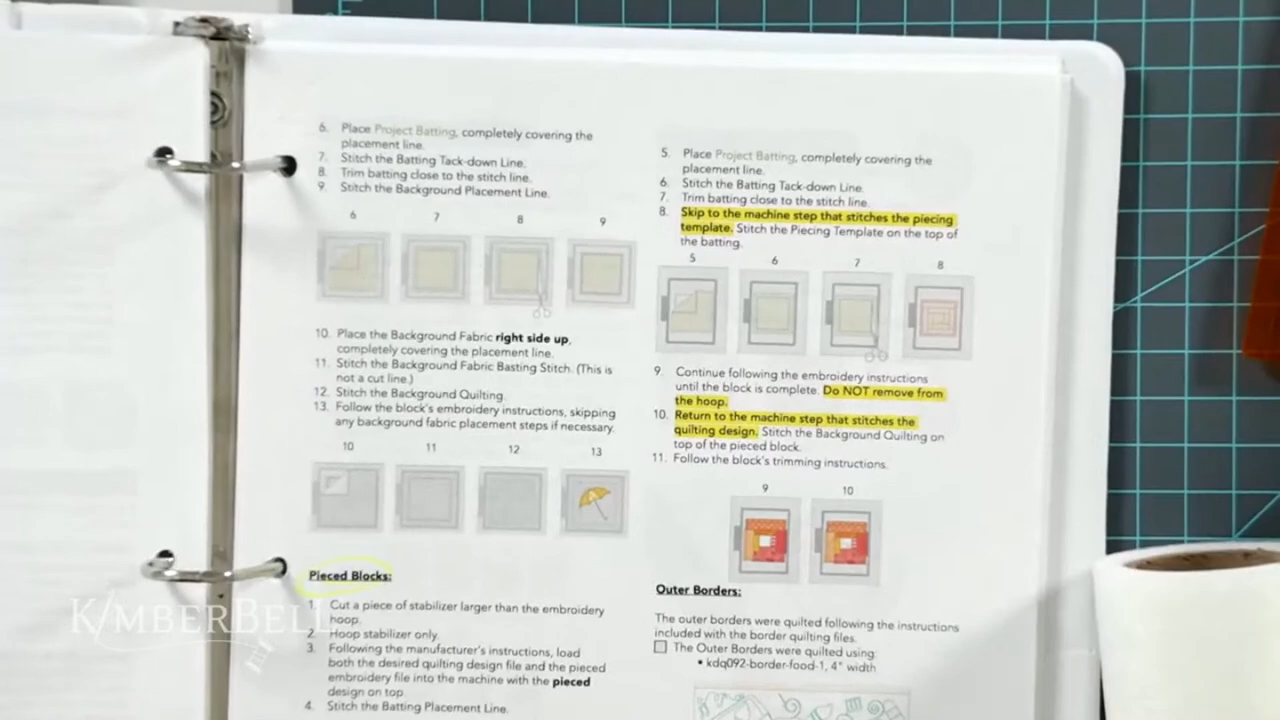 6. Place Project Batting, completely covering the
placement line.
7. Stitch the Batting Tack-down Line.
8. Trim batting close to the stitch line.
9. Stitch the Background Placement Line.
6 7 8 9
10. Place the Background Fabric right side up,
completely covering the placement line.
11. Stitch the Background Fabric Basting Stitch. (This is
not a cut line.)
12. Stitch the Background Quilting.
13. Follow the block's embroidery instructions, skipping
any background fabric placement steps if necessary.
10 11 12 13
Pieced Blocks:
1. Cut a piece of stabilizer larger than the embroidery
hoop.
2. Hoop stabilizer only.
3. Following the manufacturer's instructions, load
both the desired quilting design file and the pieced
embroidery file into the machine with the pieced
design on top.
4. Stitch the Batting Placement Line.
5. Place Project Batting, completely covering the
placement line.
6. Stitch the Batting Tack-down Line.
7. Trim batting close to the stitch line.
8. Skip to the machine step that stitches the piecing
template. Stitch the Piecing Template on the top of
the batting.
5 6 7 8
9. Continue following the embroidery instructions
until the block is complete. Do NOT remove from
the hoop.
10. Return to the machine step that stitches the
quilting design. Stitch the Background Quilting on
top of the pieced block.
11. Follow the block's trimming instructions.
9 10
Outer Borders:
The outer borders were quilted following the instructions
included with the border quilting files.
The Outer Borders were quilted using:
• kdq092-border-food-1, 4" width
KIMBERBELL